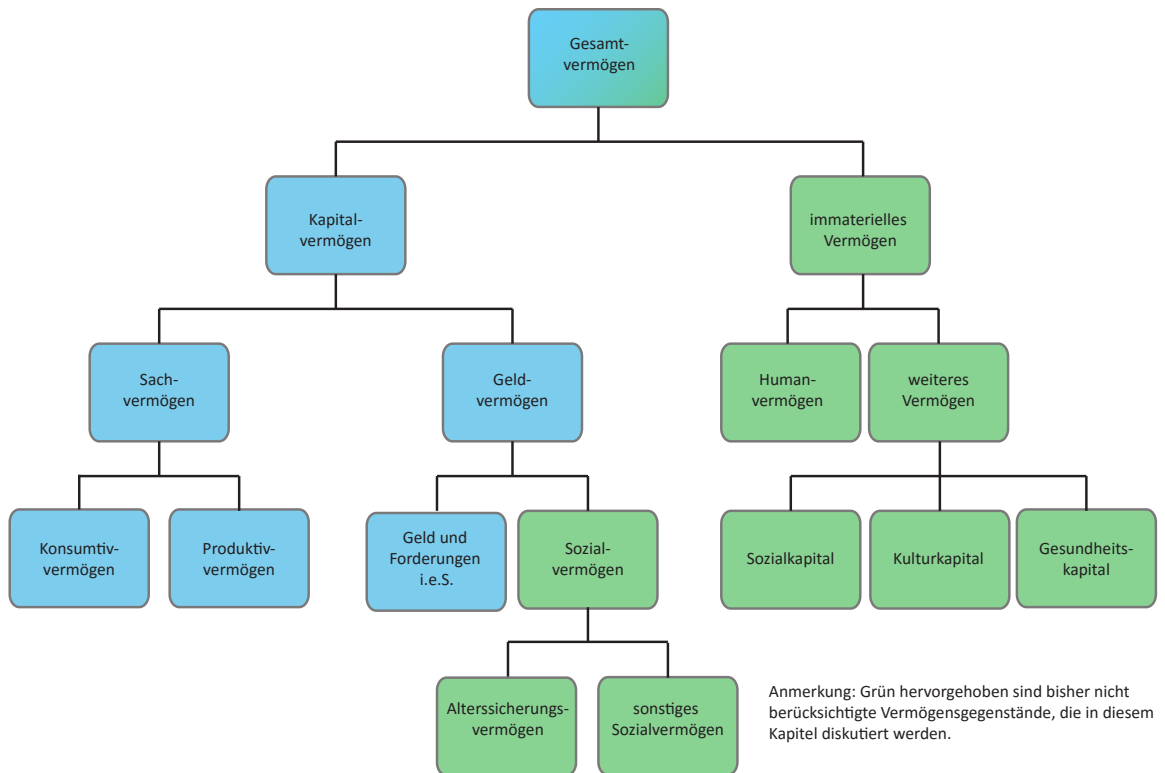 Gesamt-
vermögen
Kapital-
vermögen
immaterielles
Vermögen
Sach-
vermögen
Geld-
vermögen
Human-
vermögen
weiteres
Vermögen
Konsumtiv-
vermögen
Produktiv-
vermögen
Geld und
Forderungen
i.e.S.
Sozial-
vermögen
Sozialkapital
Kulturkapital
Gesundheits-
kapital
Alterssicherungs-
vermögen
sonstiges
Sozialvermögen
Anmerkung: Grün hervorgehoben sind bisher nicht
berücksichtigte Vermögensgegenstände, die in diesem
Kapitel diskutiert werden.